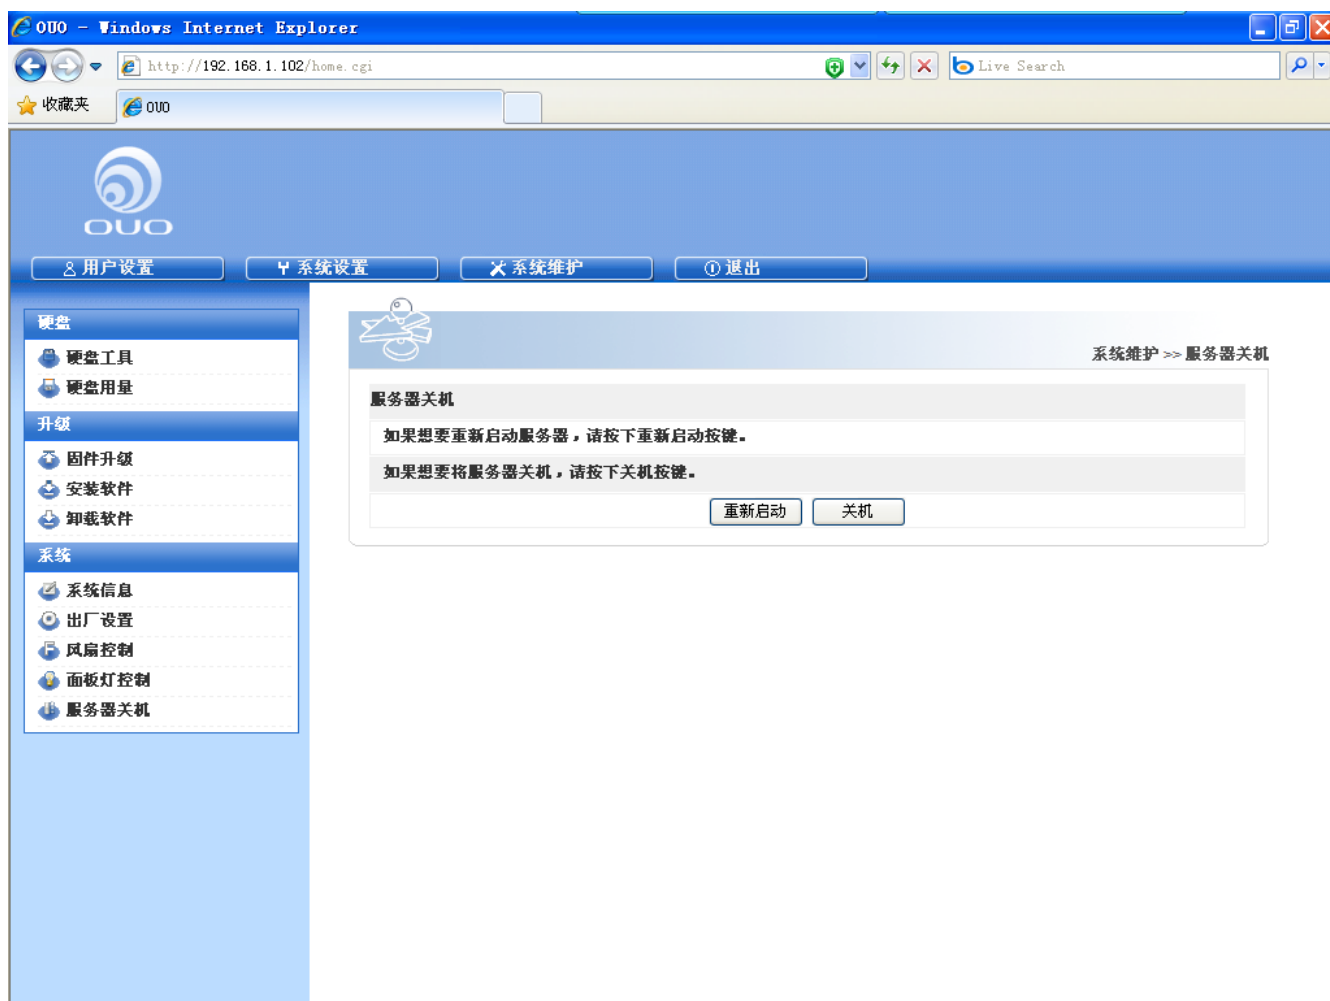 OUO - Windows Internet Explorer
http://192.168.1.102/home.cgi
Live Search
收藏夹
OUO
OUO
用户设置
系统设置
系统维护
退出
硬盘
硬盘工具
硬盘用量
升级
固件升级
安装软件
卸载软件
系统
系统信息
出厂设置
风扇控制
面板灯控制
服务器关机
系统维护 >> 服务器关机
服务器关机
如果想要重新启动服务器，请按下重新启动按键。
如果想要将服务器关机，请按下关机按键。
重新启动
关机